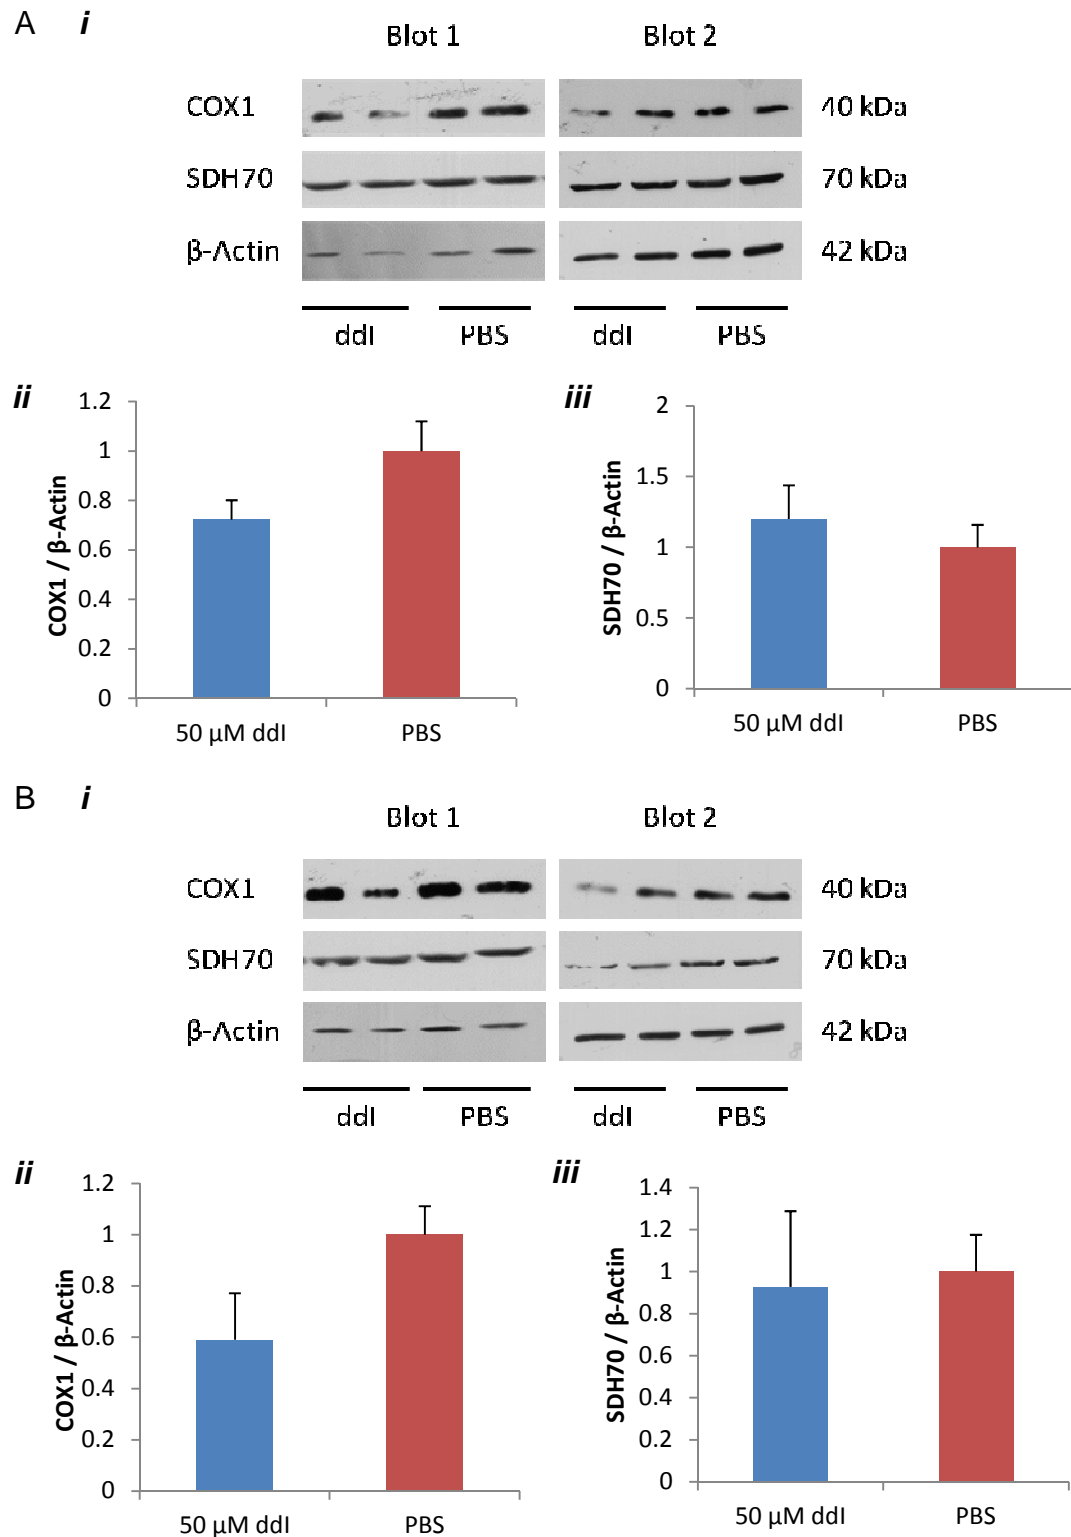 A i
Blot 1 Blot 2
COX1 40 kDa
SDH70 70 kDa
β-Actin 42 kDa
ddI PBS ddI PBS
ii
COX1 / β-Actin
1.2
1
0.8
0.6
0.4
0.2
0
50 µM ddI PBS
iii
SDH70 / β-Actin
2
1.5
1
0.5
0
50 µM ddI PBS
B i
Blot 1 Blot 2
COX1 40 kDa
SDH70 70 kDa
β-Actin 42 kDa
ddI PBS ddI PBS
ii
COX1 / β-Actin
1.2
1
0.8
0.6
0.4
0.2
0
50 µM ddI PBS
iii
SDH70 / β-Actin
1.4
1.2
1
0.8
0.6
0.4
0.2
0
50 µM ddI PBS